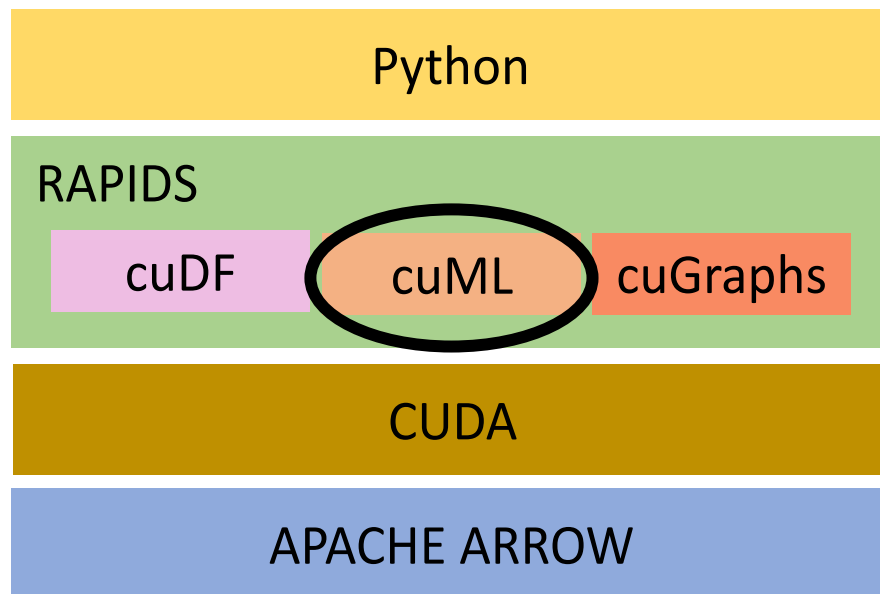 Python
RAPIDS
cuDF
cuML
cuGraphs
CUDA
APACHE ARROW